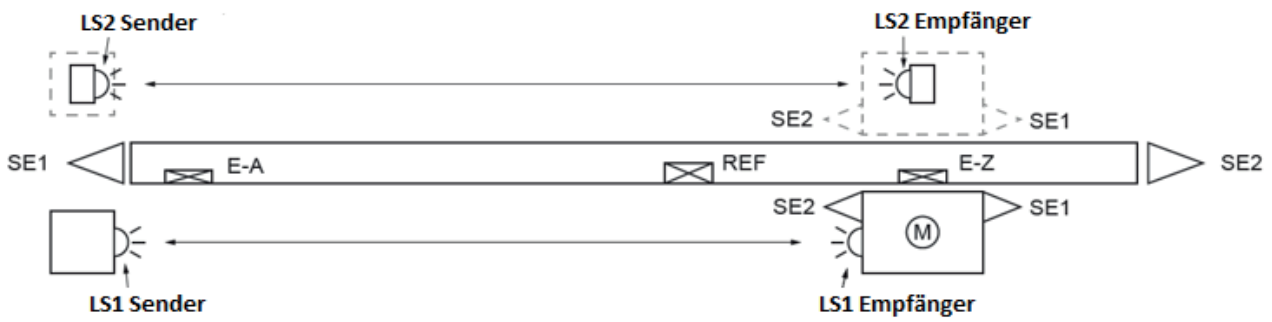 LS2 Sender
LS2 Empfänger
SE2
SE1
SE1
E-A
REF
E-Z
SE2
SE2
SE1
M
LS1 Sender
LS1 Empfänger